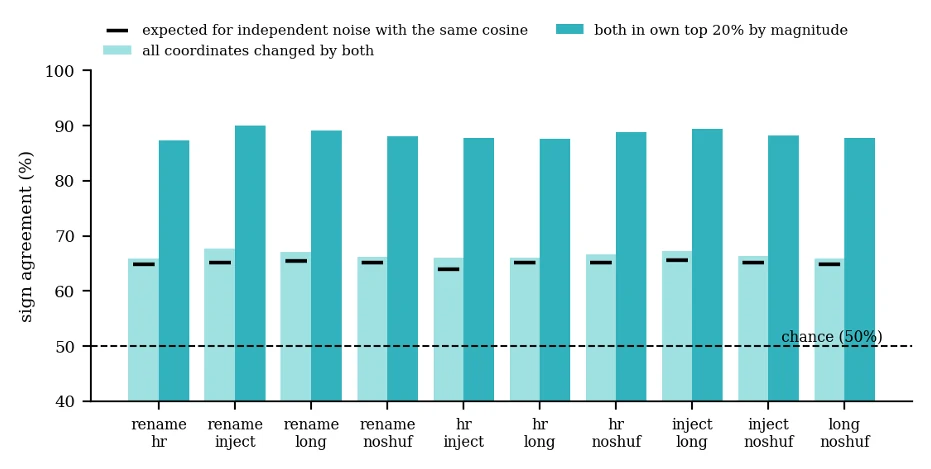 expected for independent noise with the same cosine
all coordinates changed by both
both in own top 20% by magnitude
sign agreement (%)
100
90
80
70
60
50
40
chance (50%)
rename
hr
rename
inject
rename
long
rename
noshuf
hr
inject
hr
long
hr
noshuf
inject
long
inject
noshuf
long
noshuf